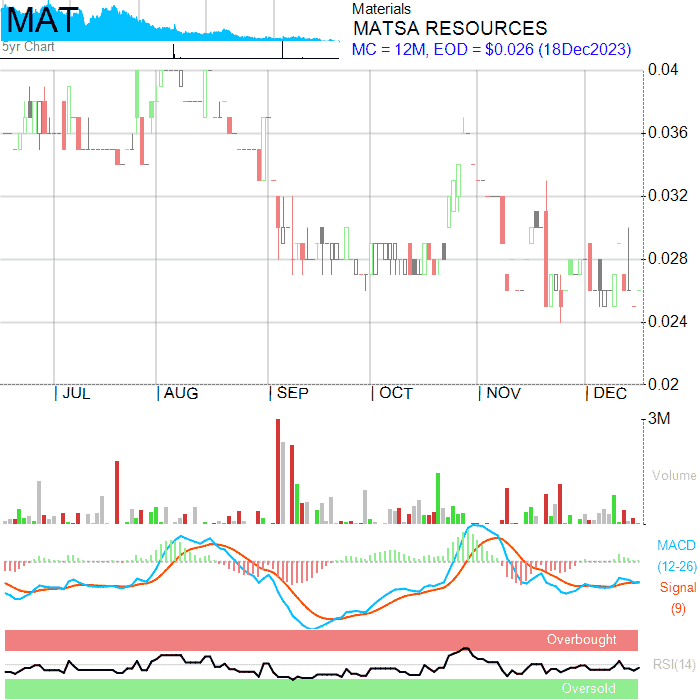 MAT
5yr Chart
Materials
MATSA RESOURCES
MC = 12M, EOD = $0.026 (18Dec2023)
0.04
0.036
0.032
0.028
0.024
0.02
JUL AUG SEP OCT NOV DEC
3M
Volume
MACD
(12-26)
Signal
(9)
Overbought
RSI(14)
Oversold